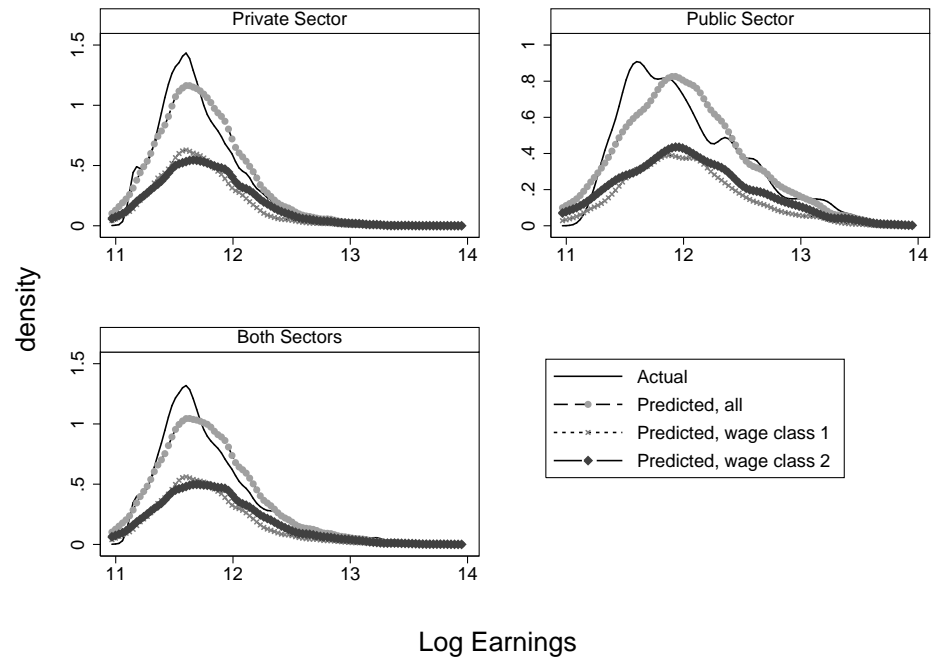 Private Sector
Public Sector
1.5
1
.5
0
11 12 13 14
1
.8
.6
.4
.2
0
11 12 13 14
density
Both Sectors
1.5
1
.5
0
11 12 13 14
Actual
Predicted, all
Predicted, wage class 1
Predicted, wage class 2
Log Earnings